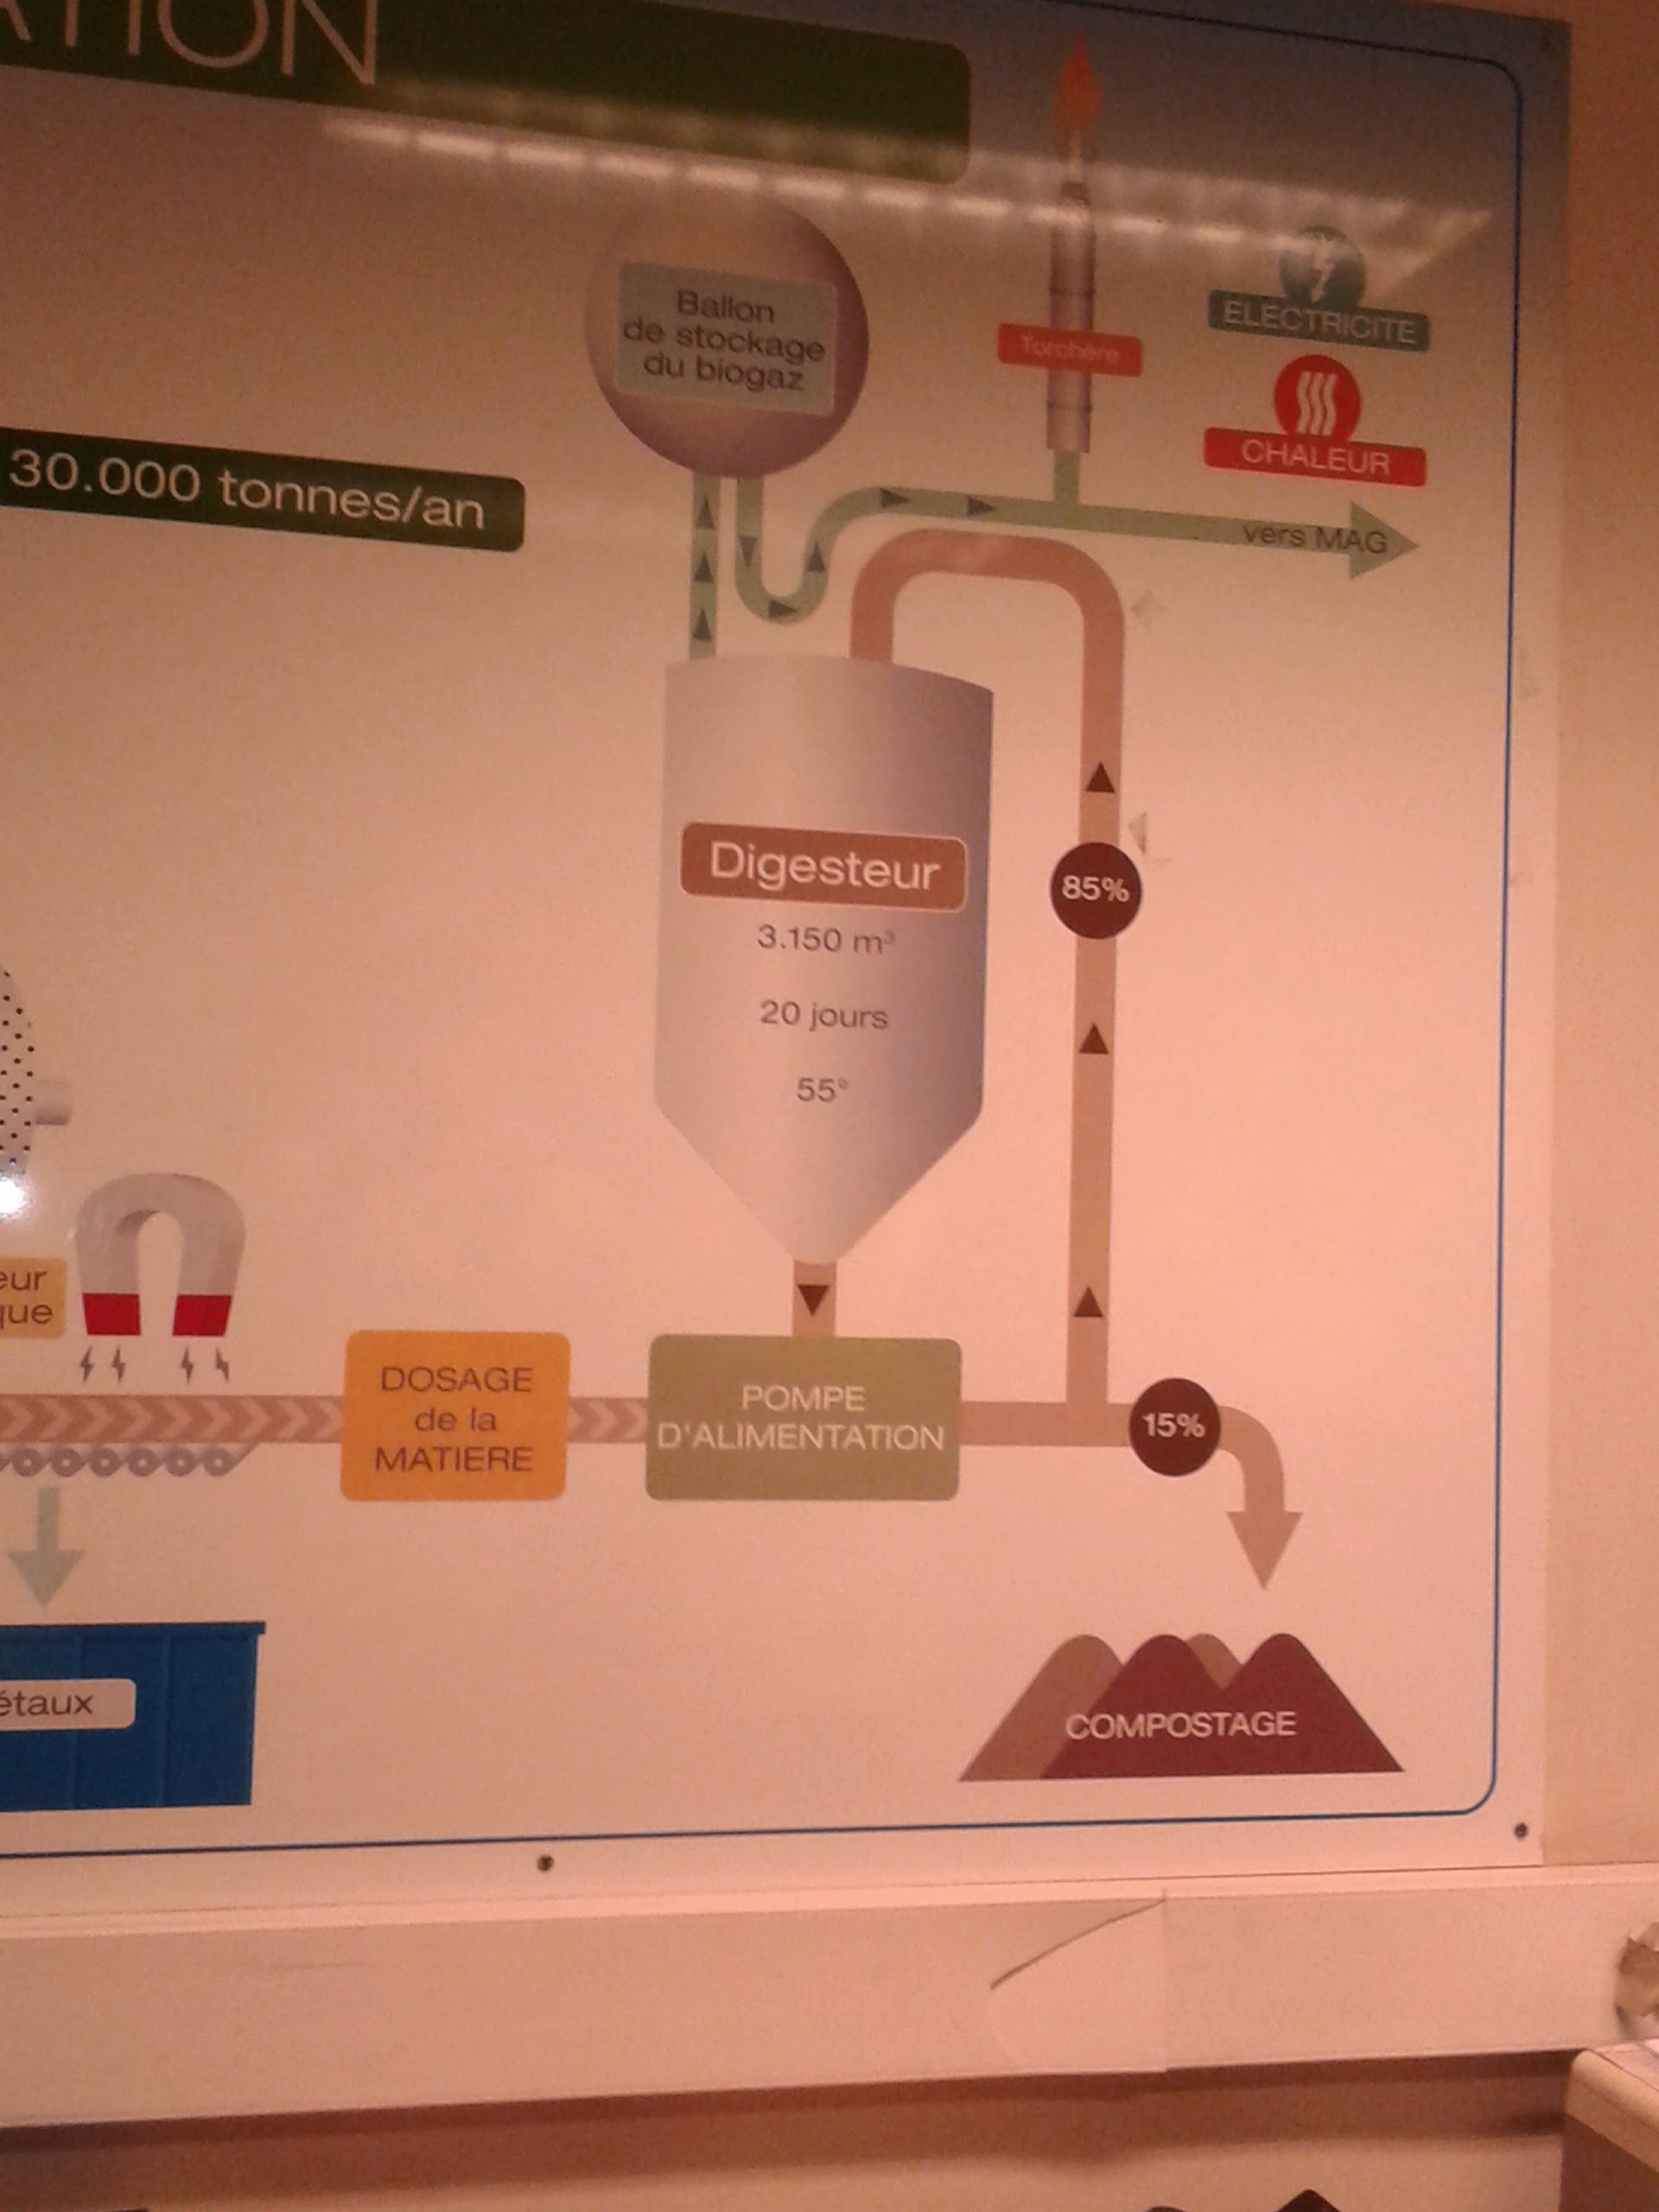 ATION
Ballon
de stockage
du biogaz
Torchère
ELECTRICITE
CHALEUR
30.000 tonnes/an
vers MAG
Digesteur
3.150 m³
20 jours
55°
85%
eur
que
DOSAGE
de la
MATIERE
POMPE
D'ALIMENTATION
15%
étaux
COMPOSTAGE